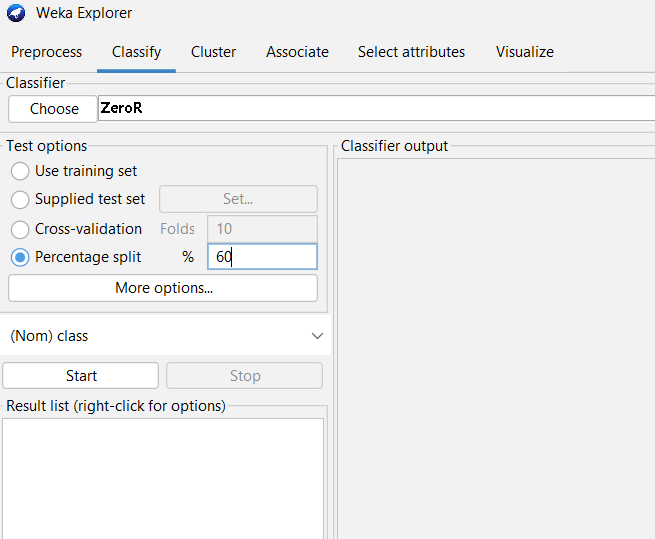 Weka Explorer
Preprocess Classify Cluster Associate Select attributes Visualize
Classifier
Choose ZeroR
Test options
Use training set
Supplied test set Set...
Cross-validation Folds 10
Percentage split % 60
More options...
(Nom) class
Start Stop
Result list (right-click for options)
Classifier output